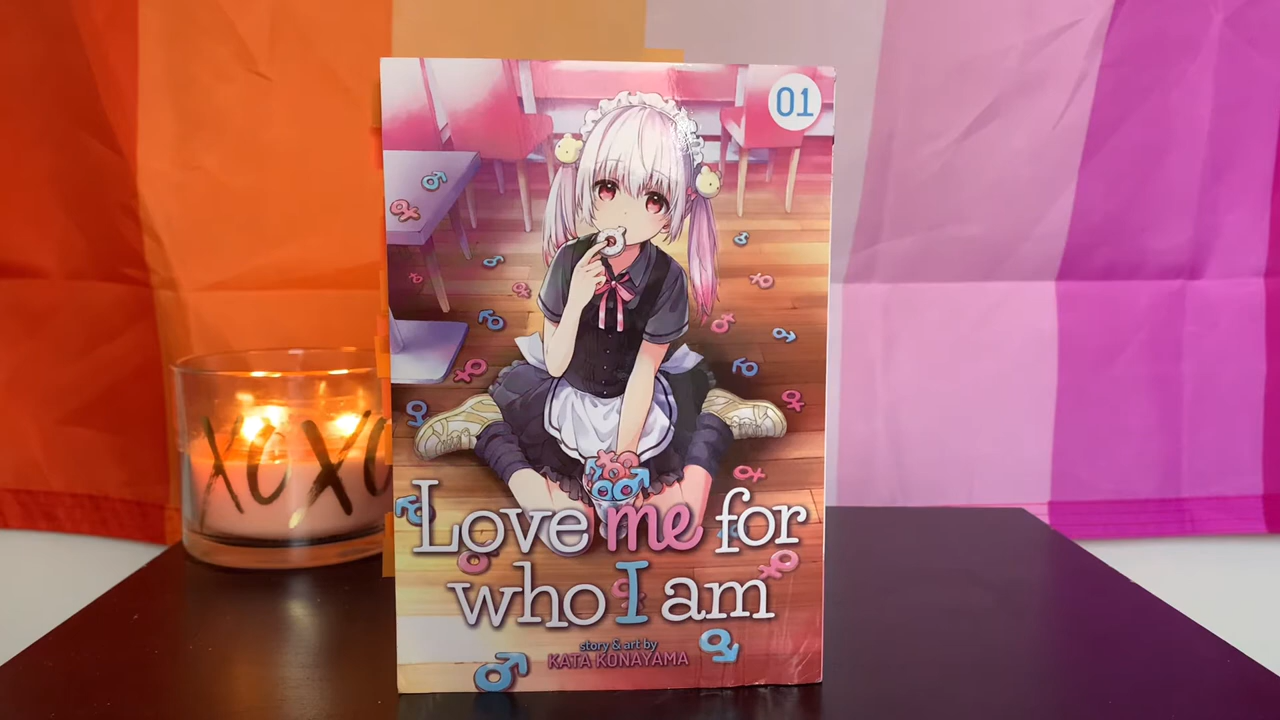 01
XOXO
Love me for
who I am
story & art by
KATA KONAYAMA